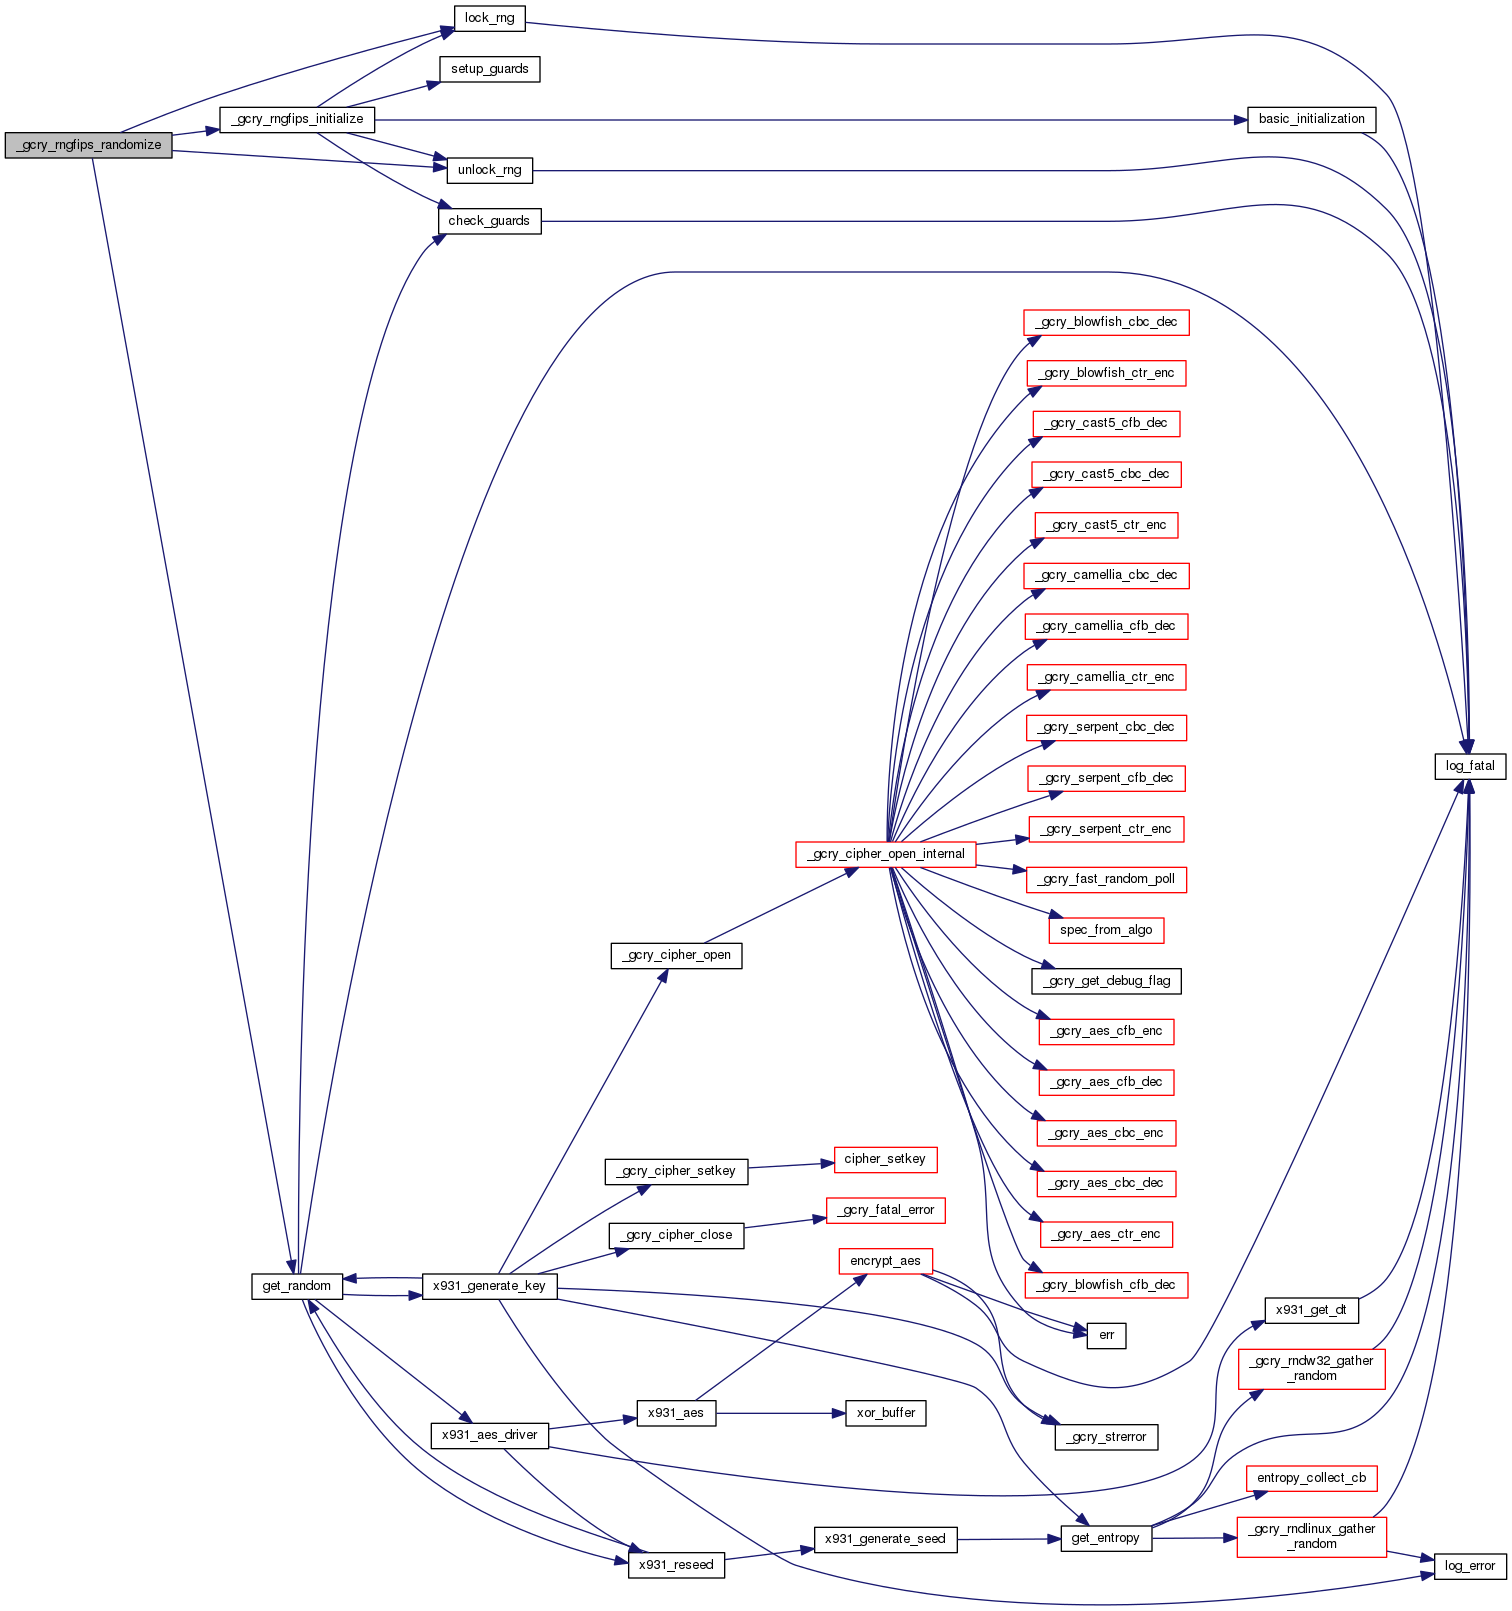 lock_rng
setup_guards
_gcry_rngfips_initialize
basic_initialization
_gcry_rngfips_randomize
unlock_rng
check_guards
_gcry_blowfish_cbc_dec
_gcry_blowfish_ctr_enc
_gcry_cast5_cfb_dec
_gcry_cast5_cbc_dec
_gcry_cast5_ctr_enc
_gcry_camellia_cbc_dec
_gcry_camellia_cfb_dec
_gcry_camellia_ctr_enc
_gcry_serpent_cbc_dec
log_fatal
_gcry_serpent_cfb_dec
_gcry_serpent_ctr_enc
_gcry_cipher_open_internal
_gcry_fast_random_poll
spec_from_algo
_gcry_cipher_open
_gcry_get_debug_flag
_gcry_aes_cfb_enc
_gcry_aes_cfb_dec
_gcry_aes_cbc_enc
cipher_setkey
_gcry_cipher_setkey
_gcry_aes_cbc_dec
_gcry_fatal_error
_gcry_cipher_close
_gcry_aes_ctr_enc
encrypt_aes
get_random
x931_generate_key
_gcry_blowfish_cfb_dec
x931_get_dt
err
_gcry_rndw32_gather
_random
x931_aes
xor_buffer
x931_aes_driver
_gcry_strerror
entropy_collect_cb
_gcry_rndlinux_gather
_random
x931_generate_seed
get_entropy
x931_reseed
log_error